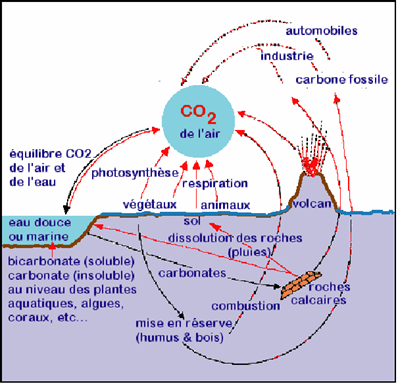 automobiles
industrie
carbone fossile
CO2
de l'air
équilibre CO2
de l'air et
de l'eau
photosynthèse
respiration
végétaux
animaux
sol
volcan
eau douce
ou marine
dissolution des roches
(pluies)
bicarbonate (soluble)
carbonate (insoluble)
au niveau des plantes
aquatiques, algues,
coraux, etc...
carbonates
roches
calcaires
combustion
mise en réserve
(humus & bois)